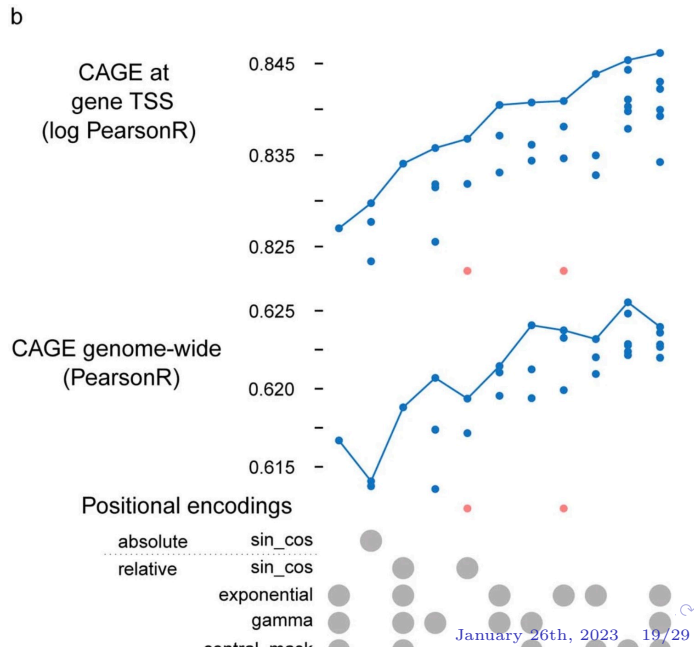 b
CAGE at
gene TSS
(log PearsonR)
0.845
0.835
0.825
CAGE genome-wide
(PearsonR)
0.625
0.620
0.615
Positional encodings
absolute sin_cos
relative sin_cos
exponential
gamma
January 26th, 2023 19/29
central_mask